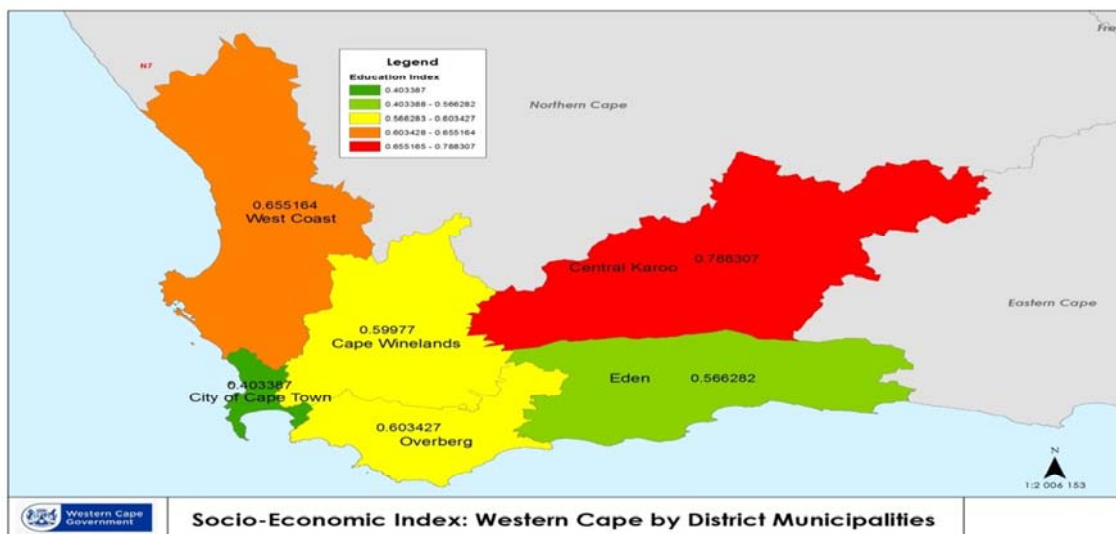 Free
N7
Legend
Education Index
0.403387
0.403388 - 0.566282
0.566283 - 0.603427
0.603428 - 0.655164
0.655165 - 0.788307
Northern Cape
0.655164
West Coast
Central Karoo 0.788307
Eastern Cape
0.59977
Cape Winelands
Eden 0.566282
0.403387
City of Cape Town
0.603427
Overberg
N
1:2 006 153
Western Cape
Government
Socio-Economic Index: Western Cape by District Municipalities